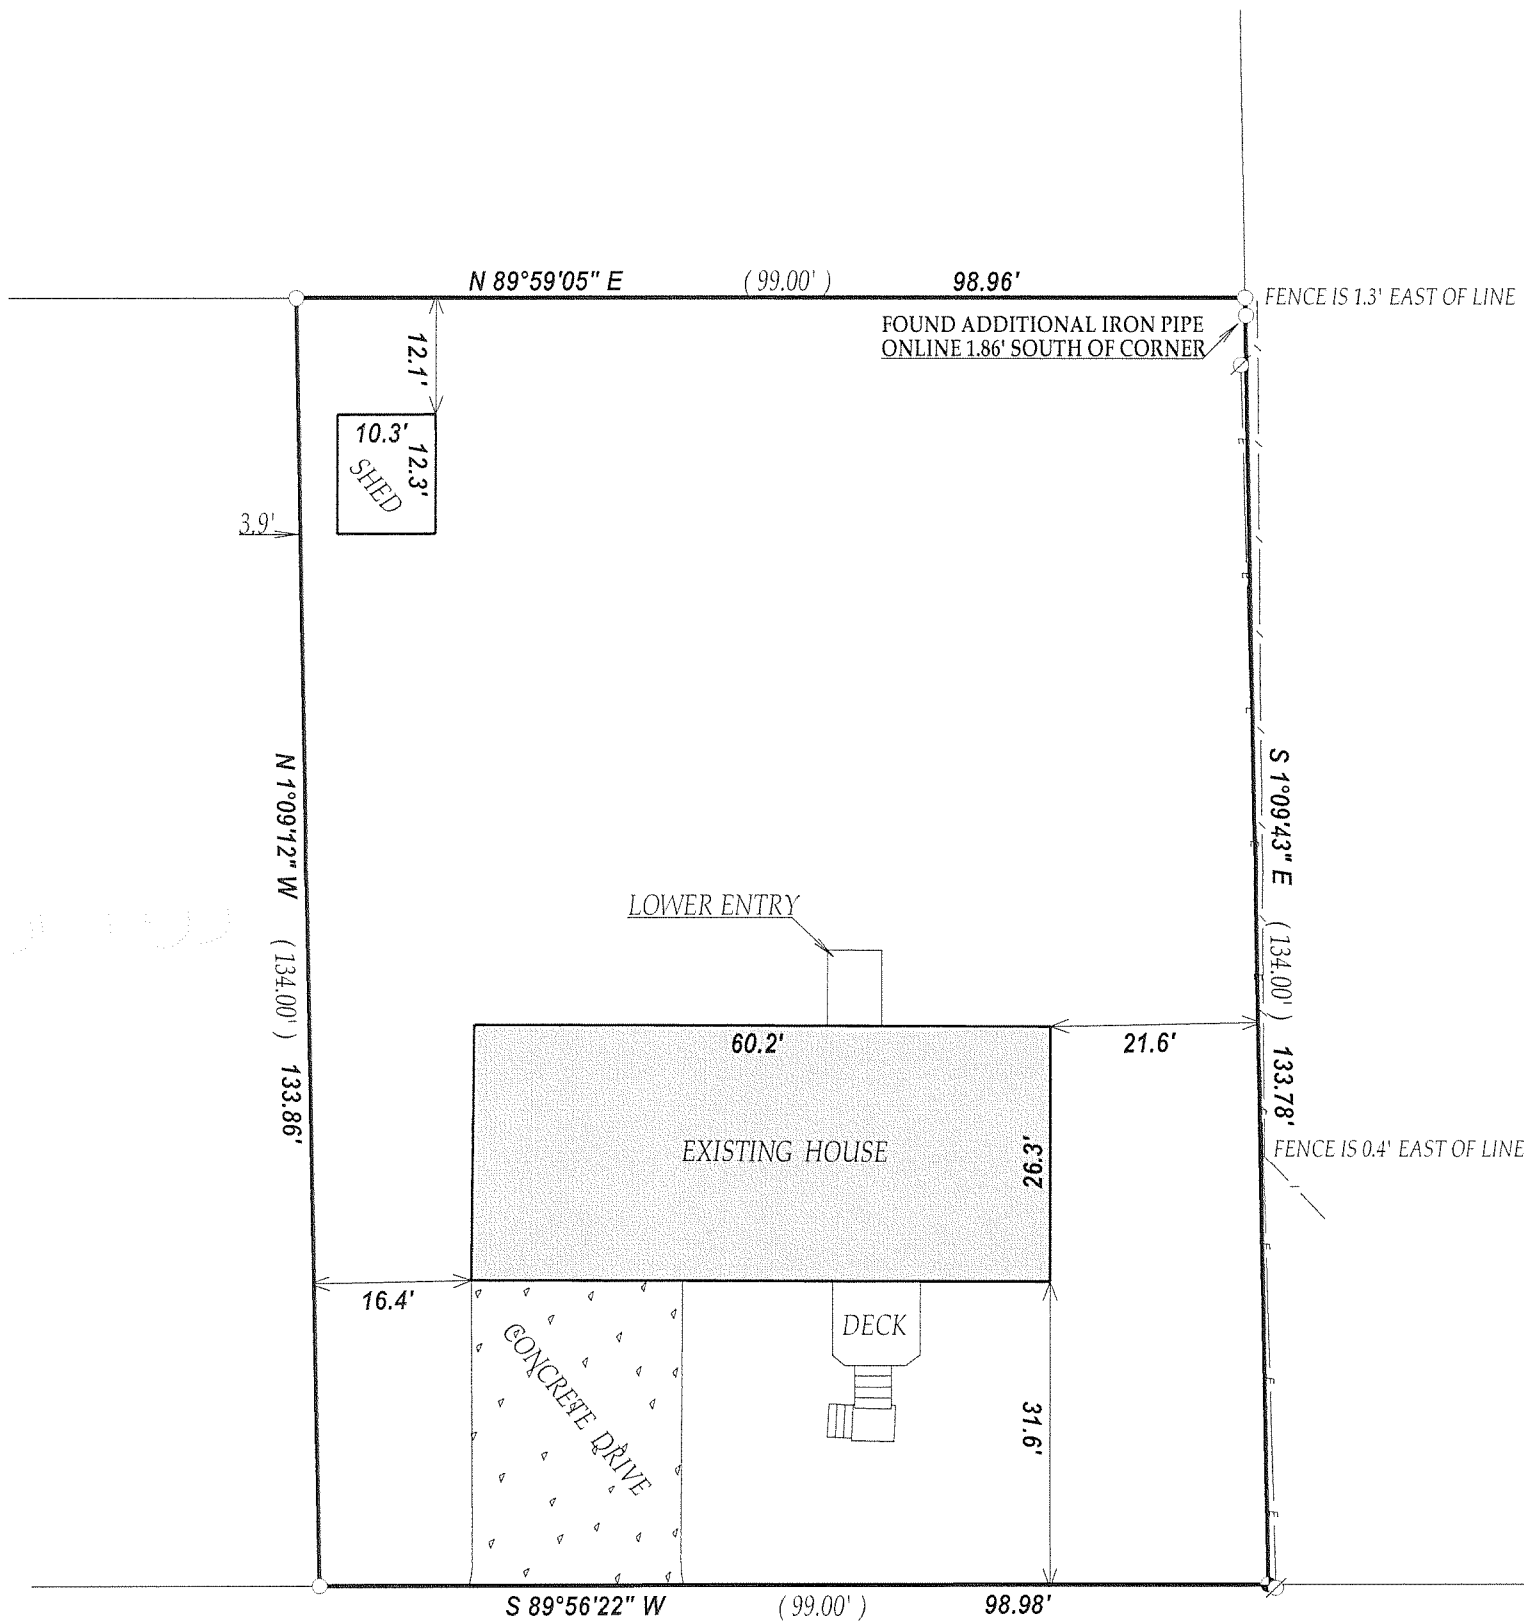 N 89°59'05" E (99.00') 98.96'
FENCE IS 1.3' EAST OF LINE
FOUND ADDITIONAL IRON PIPE
ONLINE 1.86' SOUTH OF CORNER
12.1'
10.3'
12.3'
SHED
3.9'
N 1°09'12" W (134.00') 133.86'
S 1°09'43" E (134.00') 133.78'
LOWER ENTRY
60.2'
21.6'
EXISTING HOUSE
26.3'
FENCE IS 0.4' EAST OF LINE
16.4'
DECK
CONCRETE DRIVE
31.6'
S 89°56'22" W (99.00') 98.98'